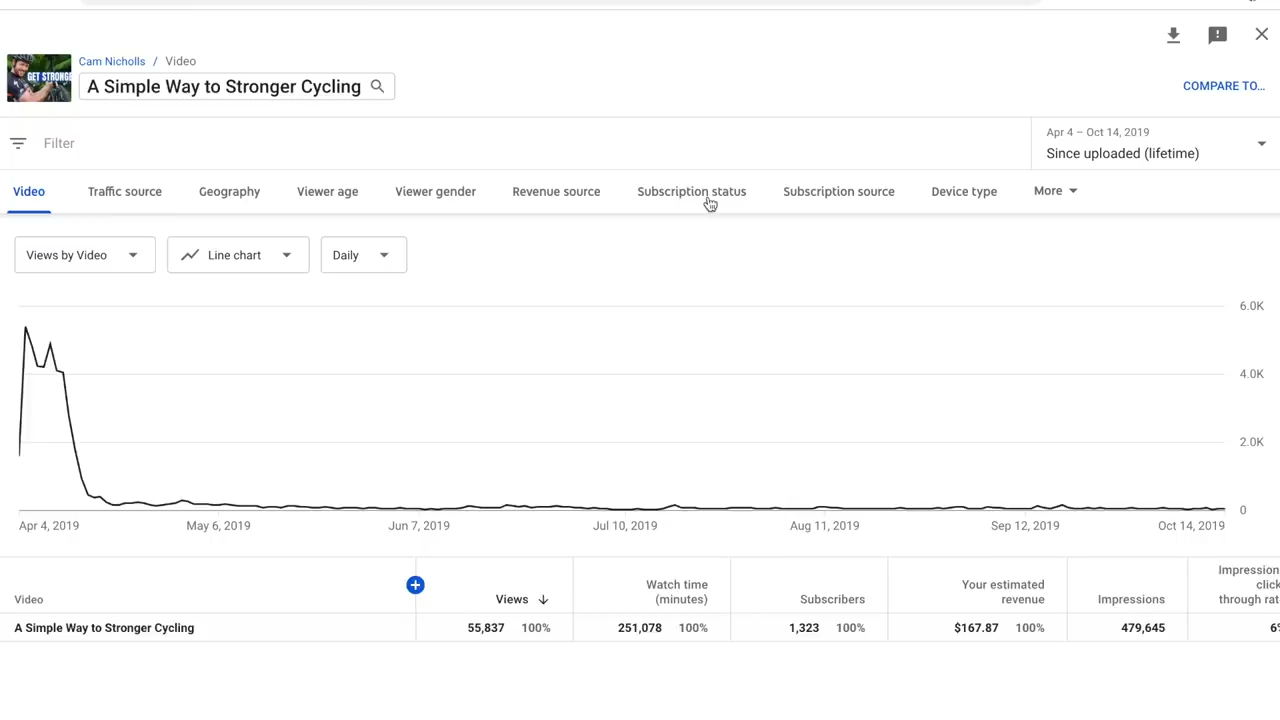 Cam Nicholls / Video
GET STRONG
A Simple Way to Stronger Cycling
COMPARE TO...
Filter
Apr 4 – Oct 14, 2019
Since uploaded (lifetime)
Video Traffic source Geography Viewer age Viewer gender Revenue source Subscription status Subscription source Device type More
Views by Video Line chart Daily
6.0K
4.0K
2.0K
0
Apr 4, 2019 May 6, 2019 Jun 7, 2019 Jul 10, 2019 Aug 11, 2019 Sep 12, 2019 Oct 14, 2019
Video
Views
Watch time
(minutes)
Subscribers
Your estimated
revenue
Impressions
Impression
click
through rat
A Simple Way to Stronger Cycling 55,837 100% 251,078 100% 1,323 100% $167.87 100% 479,645 6%